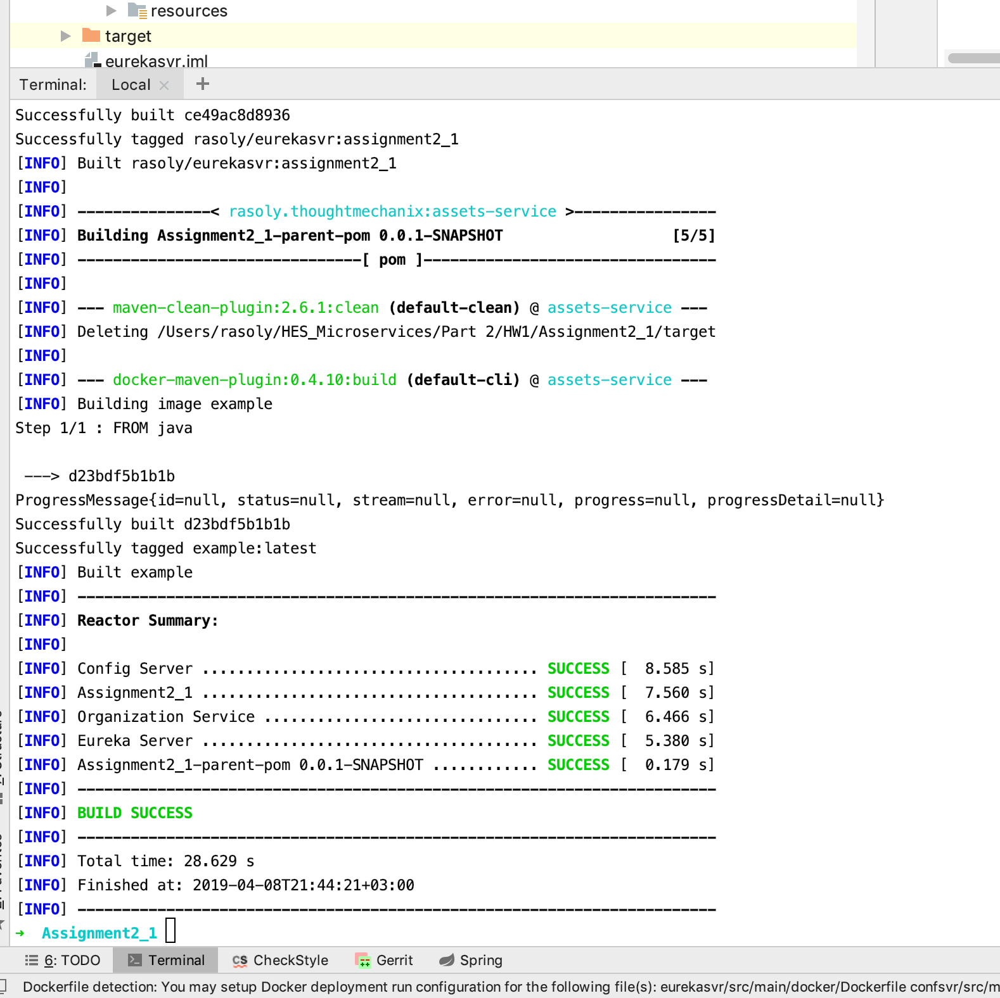 resources
target
eurekasvr.iml
Terminal: Local × +
Successfully built ce49ac8d8936
Successfully tagged rasoly/eurekasvr:assignment2_1
[INFO] Built rasoly/eurekasvr:assignment2_1
[INFO]
[INFO] ---------------< rasoly.thoughtmechanix:assets-service >----------------
[INFO] Building Assignment2_1-parent-pom 0.0.1-SNAPSHOT                   [5/5]
[INFO] --------------------------------[ pom ]---------------------------------
[INFO]
[INFO] --- maven-clean-plugin:2.6.1:clean (default-clean) @ assets-service ---
[INFO] Deleting /Users/rasoly/HES_Microservices/Part 2/HW1/Assignment2_1/target
[INFO]
[INFO] --- docker-maven-plugin:0.4.10:build (default-cli) @ assets-service ---
[INFO] Building image example
Step 1/1 : FROM java
 ---> d23bdf5b1b1b
ProgressMessage{id=null, status=null, stream=null, error=null, progress=null, progressDetail=null}
Successfully built d23bdf5b1b1b
Successfully tagged example:latest
[INFO] Built example
[INFO] ------------------------------------------------------------------------
[INFO] Reactor Summary:
[INFO]
[INFO] Config Server ...................................... SUCCESS [  8.585 s]
[INFO] Assignment2_1 ...................................... SUCCESS [  7.560 s]
[INFO] Organization Service ............................... SUCCESS [  6.466 s]
[INFO] Eureka Server ...................................... SUCCESS [  5.380 s]
[INFO] Assignment2_1-parent-pom 0.0.1-SNAPSHOT ............ SUCCESS [  0.179 s]
[INFO] ------------------------------------------------------------------------
[INFO] BUILD SUCCESS
[INFO] ------------------------------------------------------------------------
[INFO] Total time: 28.629 s
[INFO] Finished at: 2019-04-08T21:44:21+03:00
[INFO] ------------------------------------------------------------------------
→ Assignment2_1
6: TODO Terminal CS CheckStyle Gerrit Spring
Dockerfile detection: You may setup Docker deployment run configuration for the following file(s): eurekasvr/src/main/docker/Dockerfile confsvr/src/m